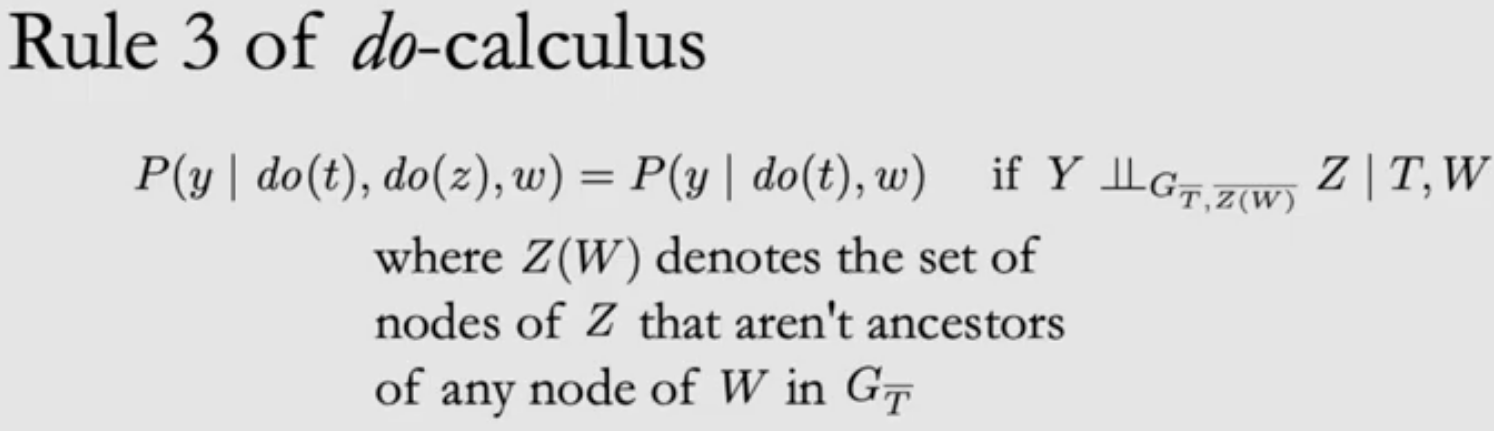 Rule 3 of do-calculus
P(y | do(t), do(z), w) = P(y | do(t), w) if Y ⫫_{G_{\overline{T}, \overline{Z(W)}}} Z | T, W
where Z(W) denotes the set of
nodes of Z that aren't ancestors
of any node of W in G_{\overline{T}}